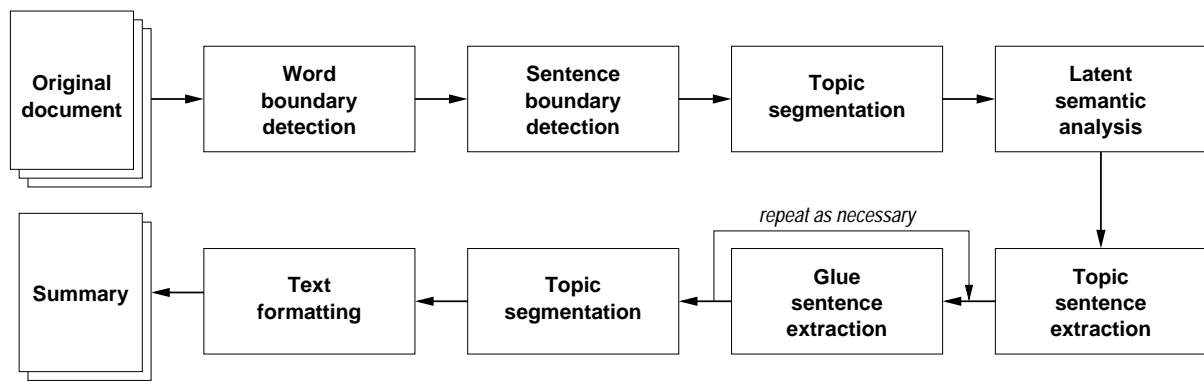 Original
document
Word
boundary
detection
Sentence
boundary
detection
Topic
segmentation
Latent
semantic
analysis
repeat as necessary
Summary
Text
formatting
Topic
segmentation
Glue
sentence
extraction
Topic
sentence
extraction